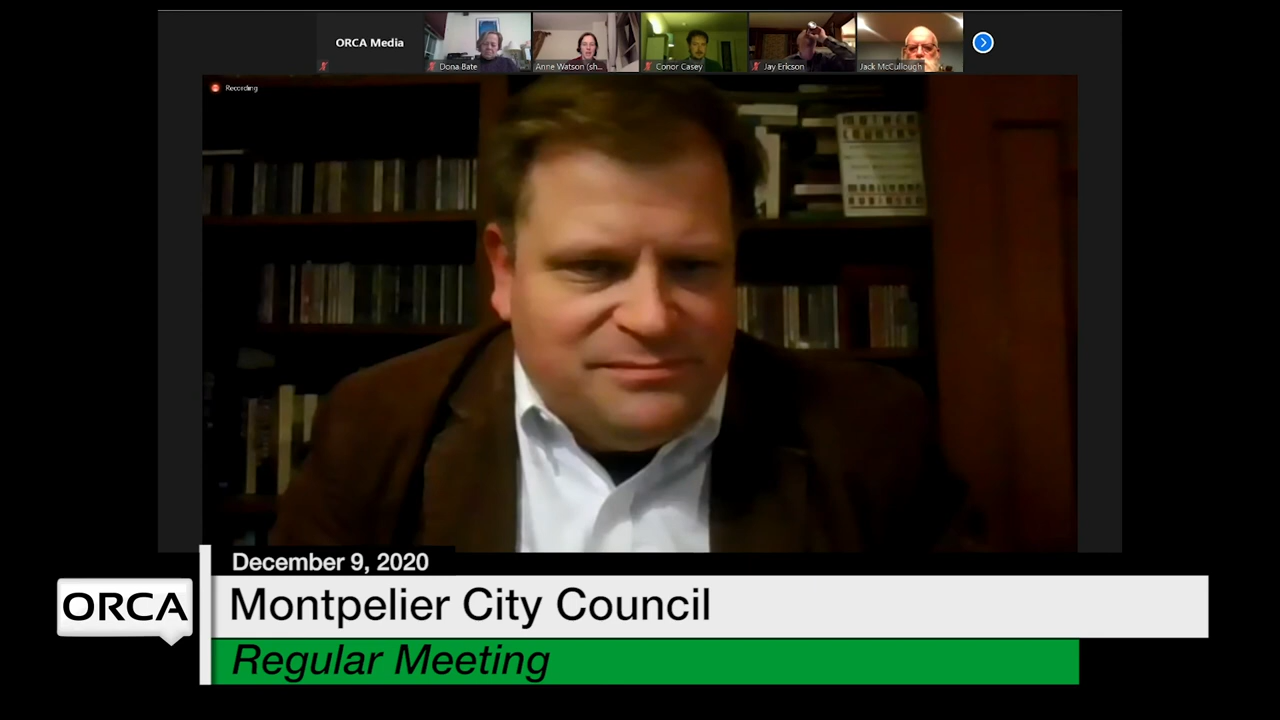 ORCA Media
Dona Bate
Anne Watson (sh...
Conor Casey
Jay Ericson
Jack McCullough
Recording
December 9, 2020
ORCA
Montpelier City Council
Regular Meeting